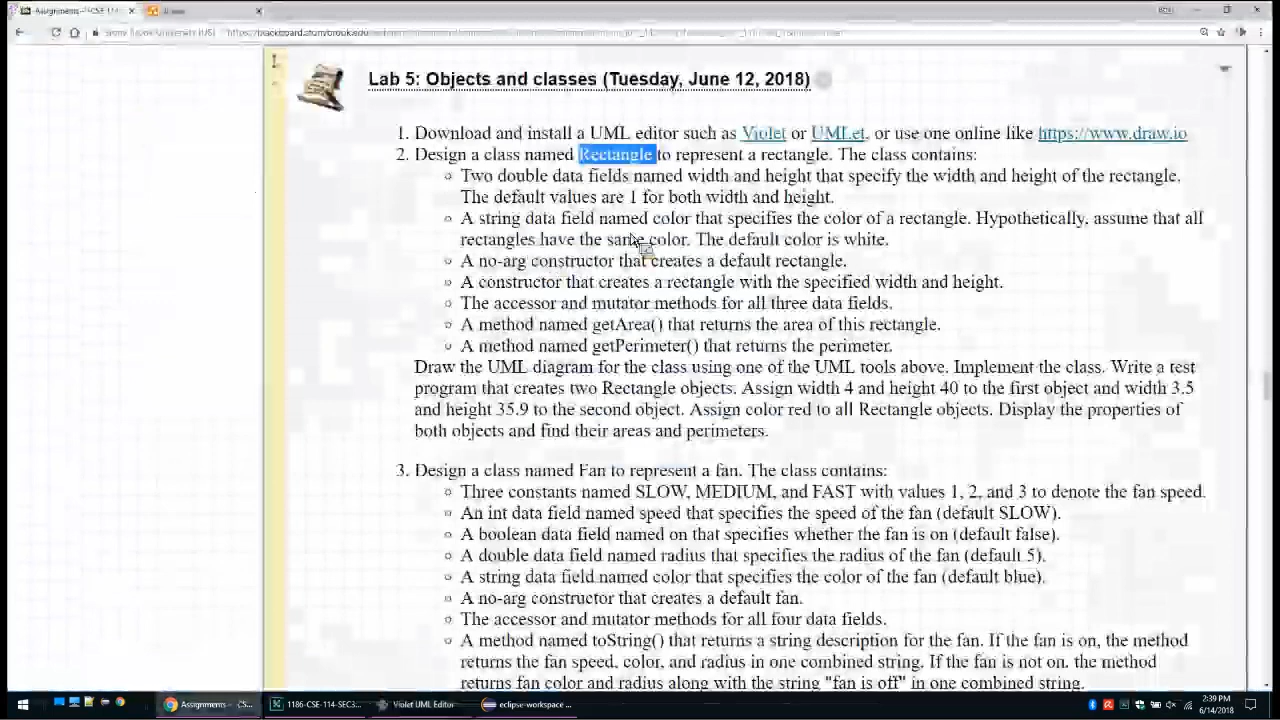 Assignments – 
Lab 5: Objects and classes (Tuesday, June 12, 2018)
1. Download and install a UML editor such as Violet or UMLet, or use one online like https://www.draw.io
2. Design a class named Rectangle to represent a rectangle. The class contains:
Two double data fields named width and height that specify the width and height of the rectangle.
The default values are 1 for both width and height.
A string data field named color that specifies the color of a rectangle. Hypothetically, assume that all
rectangles have the same color. The default color is white.
A no-arg constructor that creates a default rectangle.
A constructor that creates a rectangle with the specified width and height.
The accessor and mutator methods for all three data fields.
A method named getArea() that returns the area of this rectangle.
A method named getPerimeter() that returns the perimeter.
Draw the UML diagram for the class using one of the UML tools above. Implement the class. Write a test
program that creates two Rectangle objects. Assign width 4 and height 40 to the first object and width 3.5
and height 35.9 to the second object. Assign color red to all Rectangle objects. Display the properties of
both objects and find their areas and perimeters.
3. Design a class named Fan to represent a fan. The class contains:
Three constants named SLOW, MEDIUM, and FAST with values 1, 2, and 3 to denote the fan speed.
An int data field named speed that specifies the speed of the fan (default SLOW).
A boolean data field named on that specifies whether the fan is on (default false).
A double data field named radius that specifies the radius of the fan (default 5).
A string data field named color that specifies the color of the fan (default blue).
A no-arg constructor that creates a default fan.
The accessor and mutator methods for all four data fields.
A method named toString() that returns a string description for the fan. If the fan is on, the method
returns the fan speed, color, and radius in one combined string. If the fan is not on, the method
returns fan color and radius along with the string "fan is off" in one combined string.
Assignments – 
1186-CSE-114-SEC3...
Violet UML Editor
eclipse-workspace ...
2:39 PM
6/14/2018